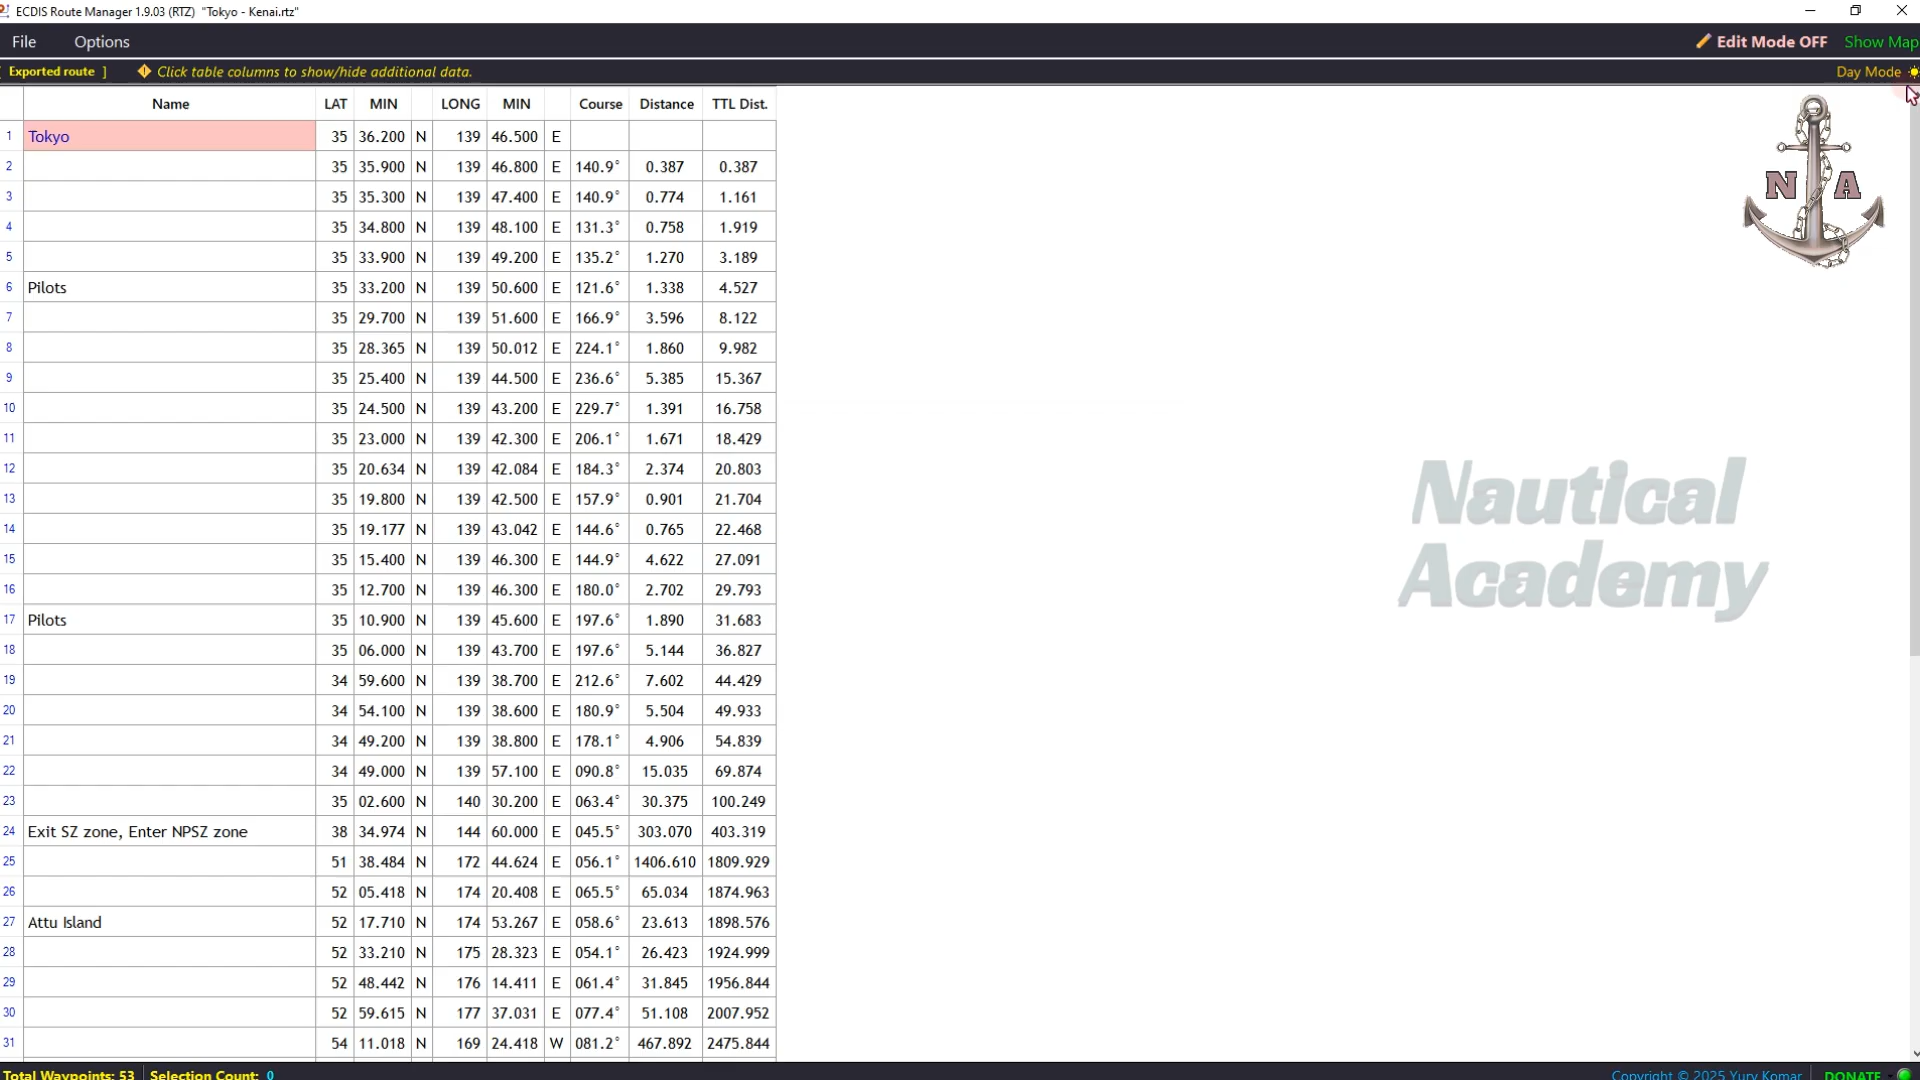 ECDIS Route Manager 1.9.03 (RTZ) "Tokyo - Kenai.rtz"
File Options Edit Mode OFF Show Map
[ Exported route ] Click table columns to show/hide additional data. Day Mode
Name LAT MIN LONG MIN Course Distance TTL Dist.
1 Tokyo 35 36.200 N 139 46.500 E
2 35 35.900 N 139 46.800 E 140.9° 0.387 0.387
3 35 35.300 N 139 47.400 E 140.9° 0.774 1.161
4 35 34.800 N 139 48.100 E 131.3° 0.758 1.919
5 35 33.900 N 139 49.200 E 135.2° 1.270 3.189
6 Pilots 35 33.200 N 139 50.600 E 121.6° 1.338 4.527
7 35 29.700 N 139 51.600 E 166.9° 3.596 8.122
8 35 28.365 N 139 50.012 E 224.1° 1.860 9.982
9 35 25.400 N 139 44.500 E 236.6° 5.385 15.367
10 35 24.500 N 139 43.200 E 229.7° 1.391 16.758
11 35 23.000 N 139 42.300 E 206.1° 1.671 18.429
12 35 20.634 N 139 42.084 E 184.3° 2.374 20.803
13 35 19.800 N 139 42.500 E 157.9° 0.901 21.704
14 35 19.177 N 139 43.042 E 144.6° 0.765 22.468
15 35 15.400 N 139 46.300 E 144.9° 4.622 27.091
16 35 12.700 N 139 46.300 E 180.0° 2.702 29.793
17 Pilots 35 10.900 N 139 45.600 E 197.6° 1.890 31.683
18 35 06.000 N 139 43.700 E 197.6° 5.144 36.827
19 34 59.600 N 139 38.700 E 212.6° 7.602 44.429
20 34 54.100 N 139 38.600 E 180.9° 5.504 49.933
21 34 49.200 N 139 38.800 E 178.1° 4.906 54.839
22 34 49.000 N 139 57.100 E 090.8° 15.035 69.874
23 35 02.600 N 140 30.200 E 063.4° 30.375 100.249
24 Exit SZ zone, Enter NPSZ zone 38 34.974 N 144 60.000 E 045.5° 303.070 403.319
25 51 38.484 N 172 44.624 E 056.1° 1406.610 1809.929
26 52 05.418 N 174 20.408 E 065.5° 65.034 1874.963
27 Attu Island 52 17.710 N 174 53.267 E 058.6° 23.613 1898.576
28 52 33.210 N 175 28.323 E 054.1° 26.423 1924.999
29 52 48.442 N 176 14.411 E 061.4° 31.845 1956.844
30 52 59.615 N 177 37.031 E 077.4° 51.108 2007.952
31 54 11.018 N 169 24.418 W 081.2° 467.892 2475.844
N A
Nautical
Academy
Total Waypoints: 53 Selection Count: 0 Copyright © 2025 Yury Komar DONATE